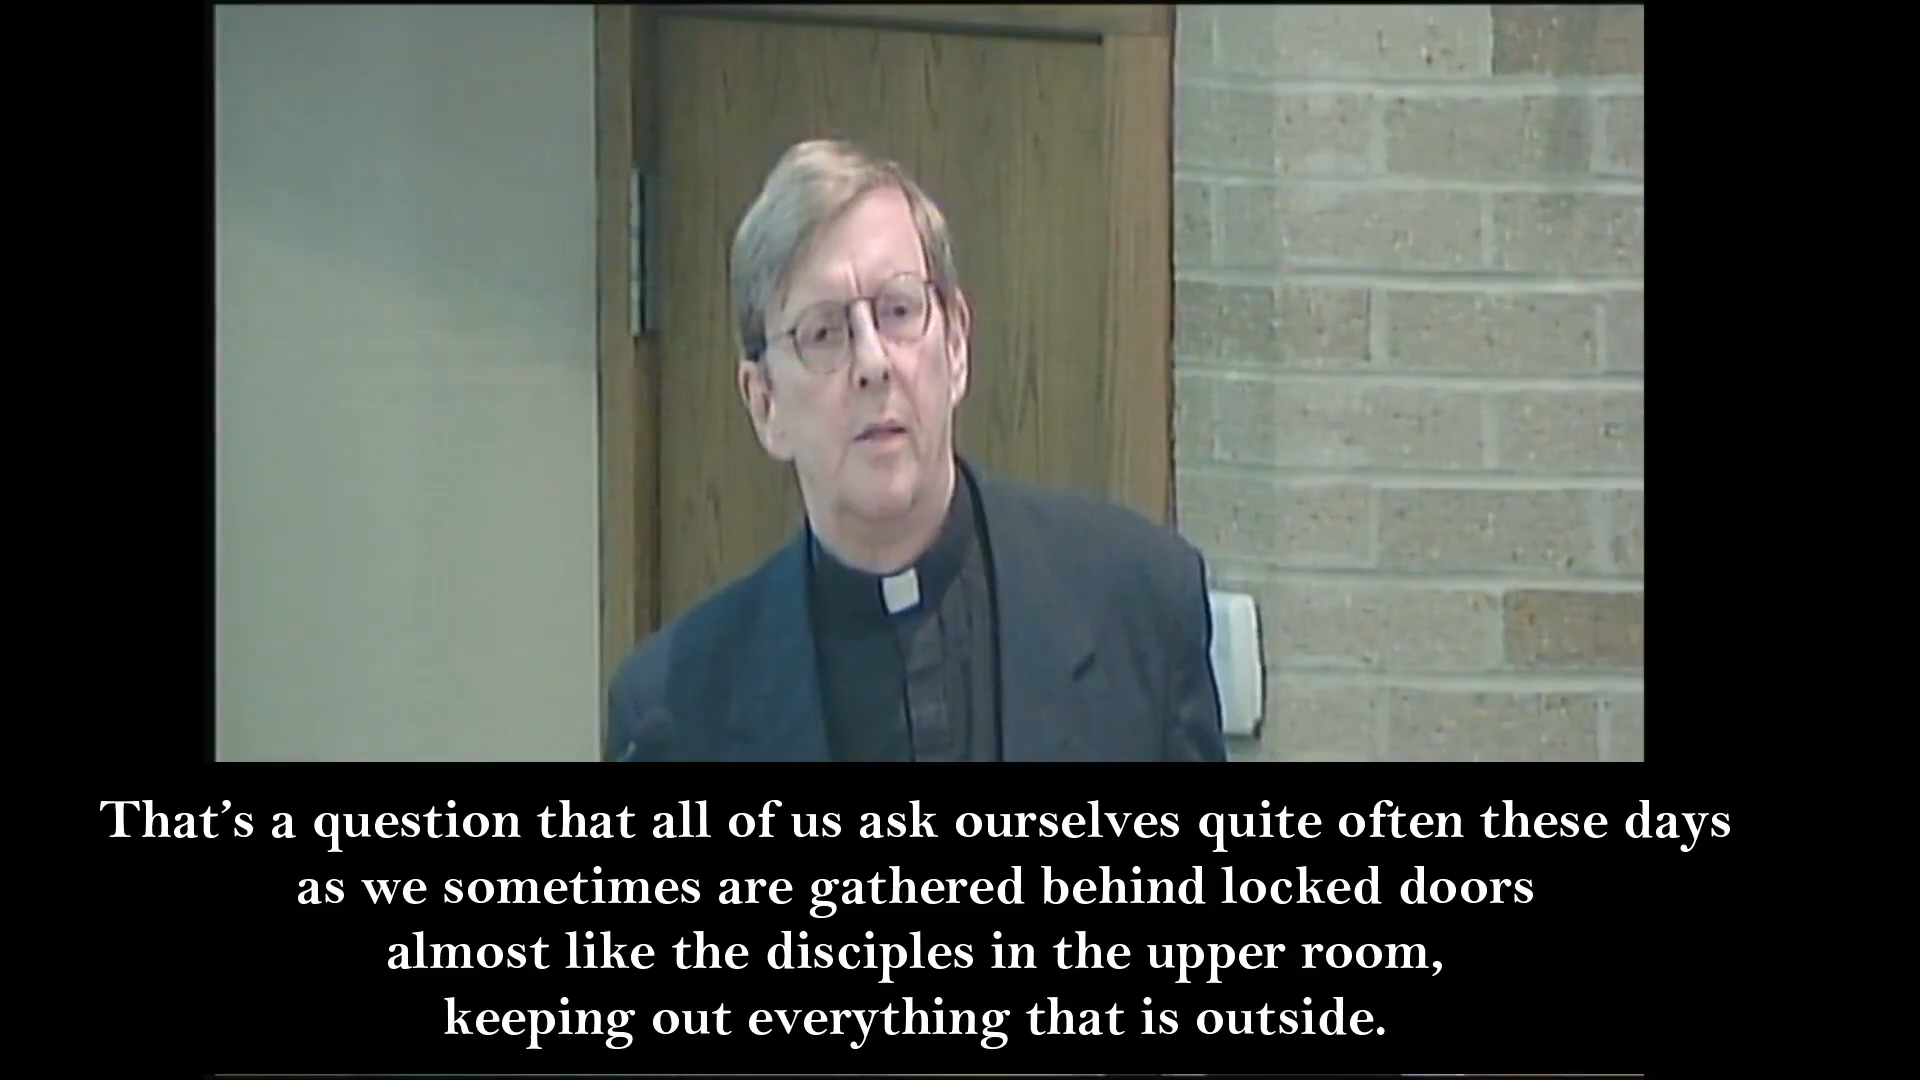 That’s a question that all of us ask ourselves quite often these days
as we sometimes are gathered behind locked doors
almost like the disciples in the upper room,
keeping out everything that is outside.